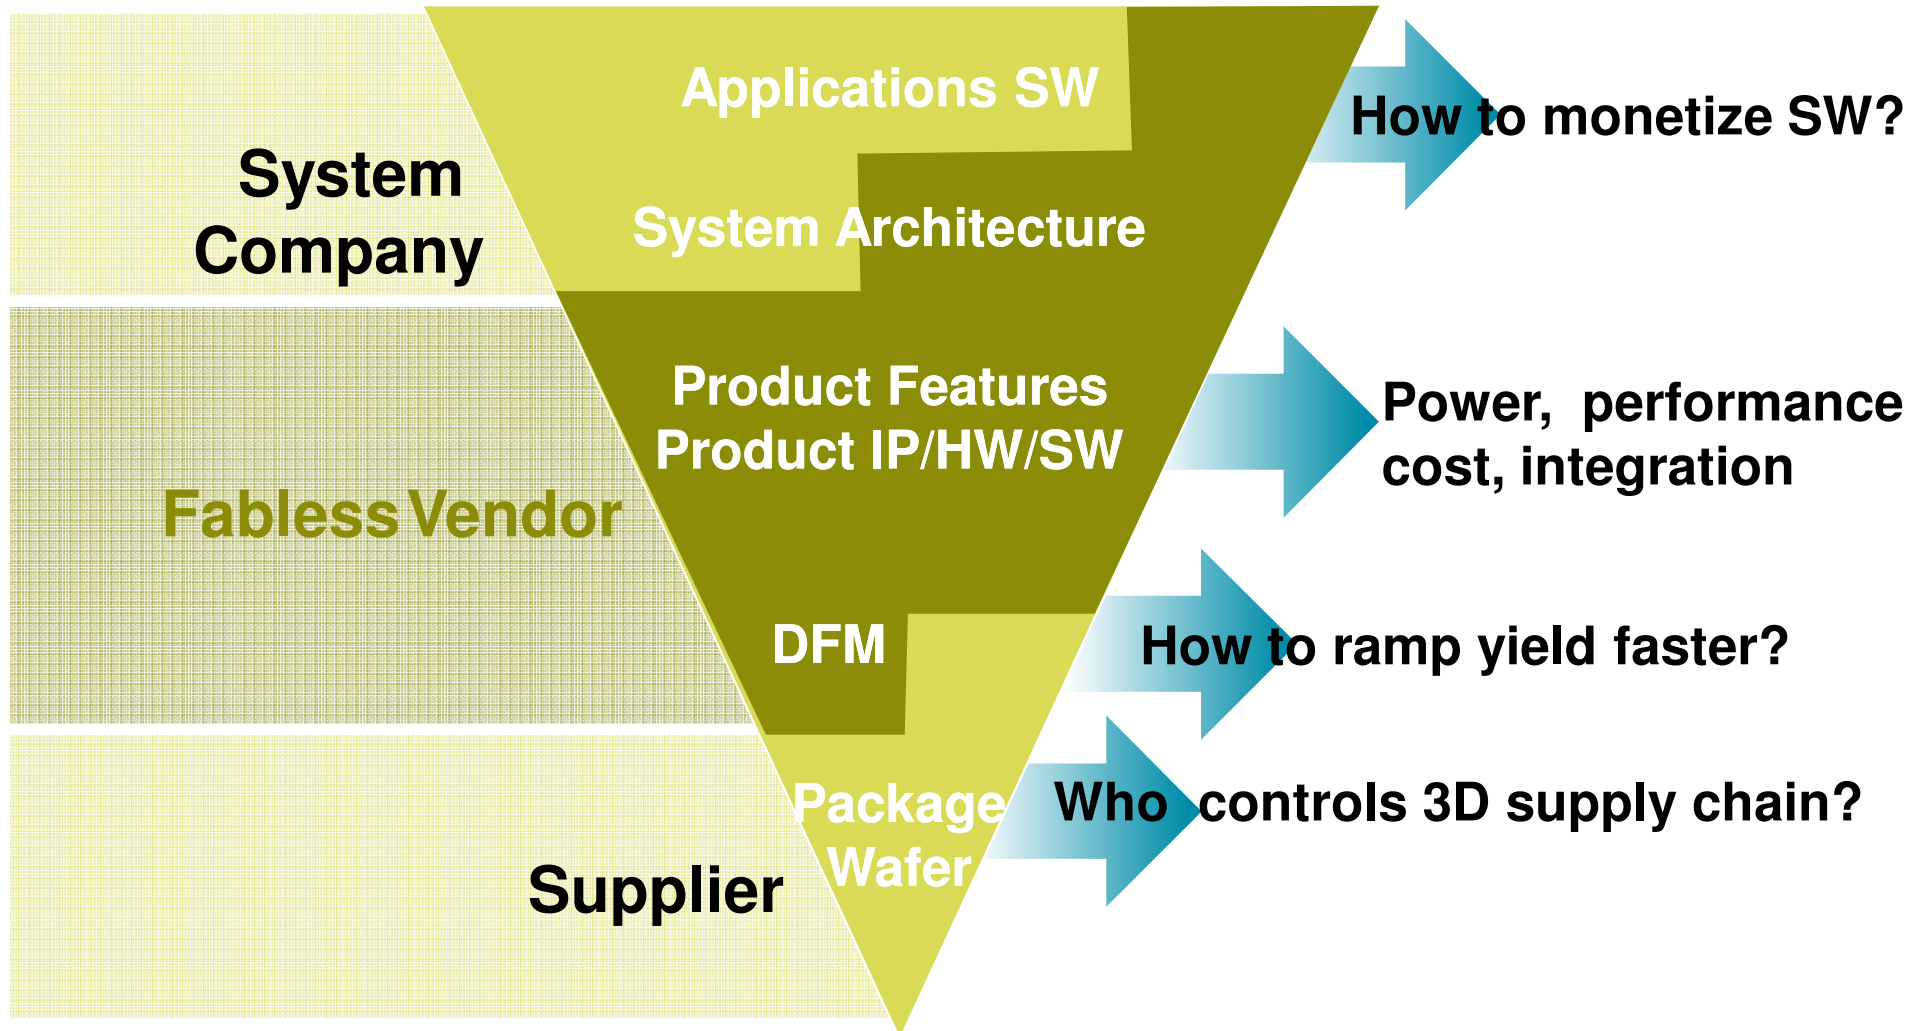 Applications SW
How to monetize SW?
System
Company
System Architecture
Product Features
Product IP/HW/SW
Power, performance
cost, integration
Fabless Vendor
DFM
How to ramp yield faster?
Package
Wafer
Who controls 3D supply chain?
Supplier